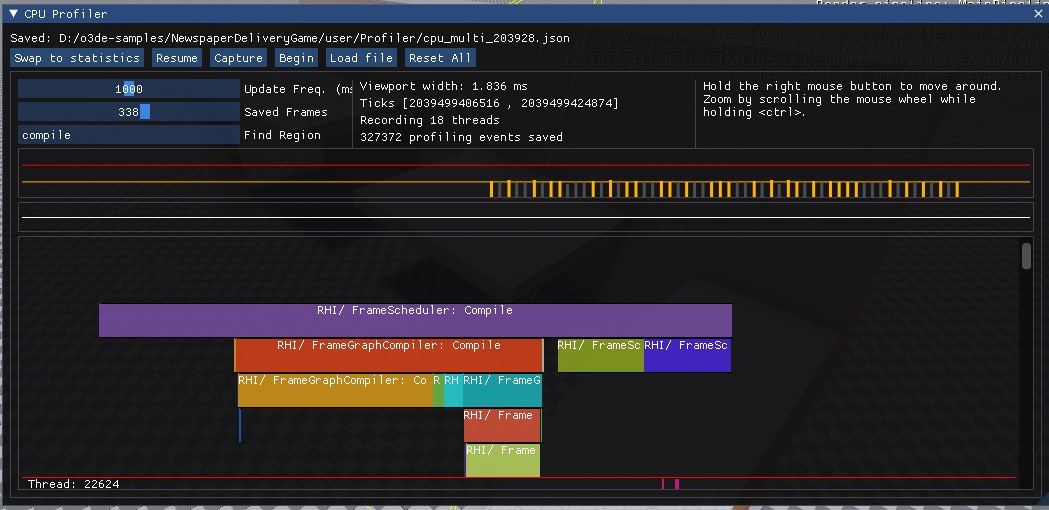 CPU Profiler
Saved: D:/o3de-samples/NewspaperDeliveryGame/user/Profiler/cpu_multi_203928.json
Swap to statistics Resume Capture Begin Load file Reset All
1000 Update Freq. (ms
338 Saved Frames
compile Find Region
Viewport width: 1.836 ms
Ticks [2039499406516 , 2039499424874]
Recording 18 threads
327372 profiling events saved
Hold the right mouse button to move around.
Zoom by scrolling the mouse wheel while
holding <ctrl>.
RHI/ FrameScheduler: Compile
RHI/ FrameGraphCompiler: Compile RHI/ FrameSc RHI/ FrameSc
RHI/ FrameGraphCompiler: Co R RH RHI/ FrameG
RHI/ Frame
RHI/ Frame
Thread: 22624